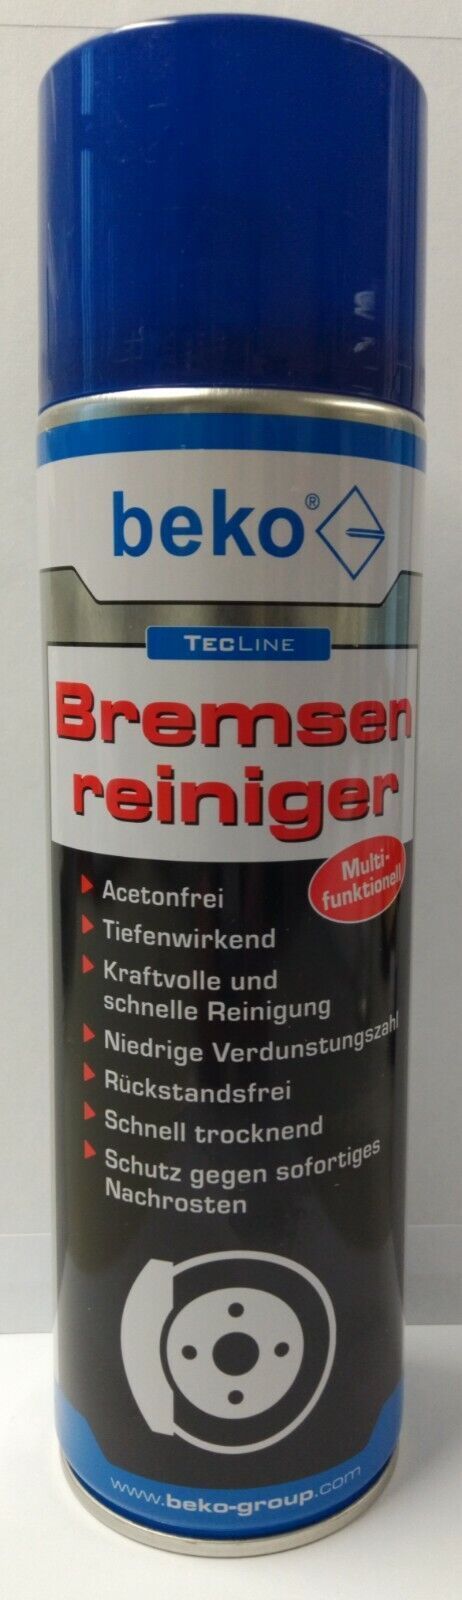 beko®
TECLINE
Bremsen
reiniger
Multi-
funktionell
Acetonfrei
Tiefenwirkend
Kraftvolle und
schnelle Reinigung
Niedrige Verdunstungszahl
Rückstandsfrei
Schnell trocknend
Schutz gegen sofortiges
Nachrosten
www.beko-group.com